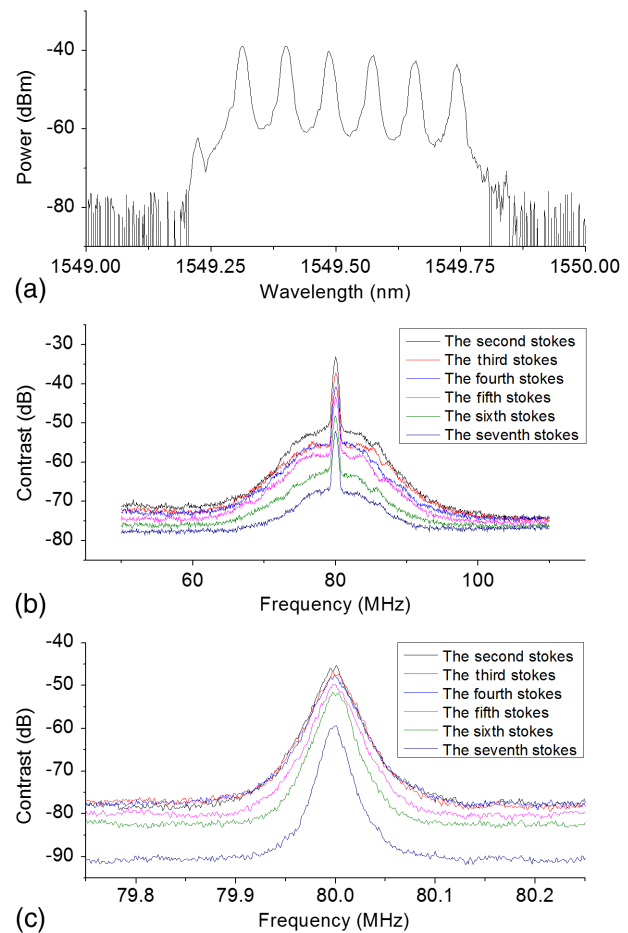 -40
-60
-80
Power (dBm)
1549.00 1549.25 1549.50 1549.75 1550.00
Wavelength (nm)
(a)
-30
-40
-50
-60
-70
-80
Contrast (dB)
The second stokes
The third stokes
The fourth stokes
The fifth stokes
The sixth stokes
The seventh stokes
60 80 100
Frequency (MHz)
(b)
-40
-50
-60
-70
-80
-90
Contrast (dB)
The second stokes
The third stokes
The fourth stokes
The fifth stokes
The sixth stokes
The seventh stokes
79.8 79.9 80.0 80.1 80.2
Frequency (MHz)
(c)